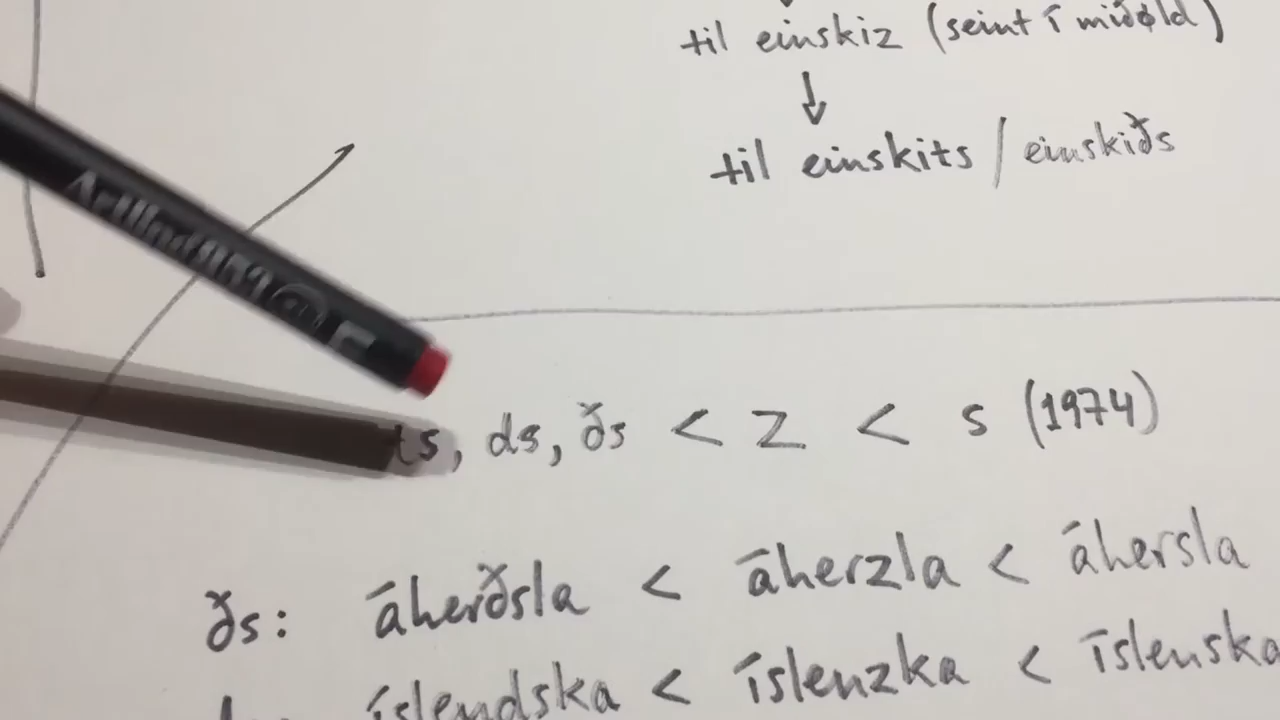 til einskiz (seint í miðöld)
til einskits / einskiðs
ts, ds, ðs < z < s (1974)
ðs: áherðsla < áherzla < áhersla
íslendska < íslenzka < íslenska